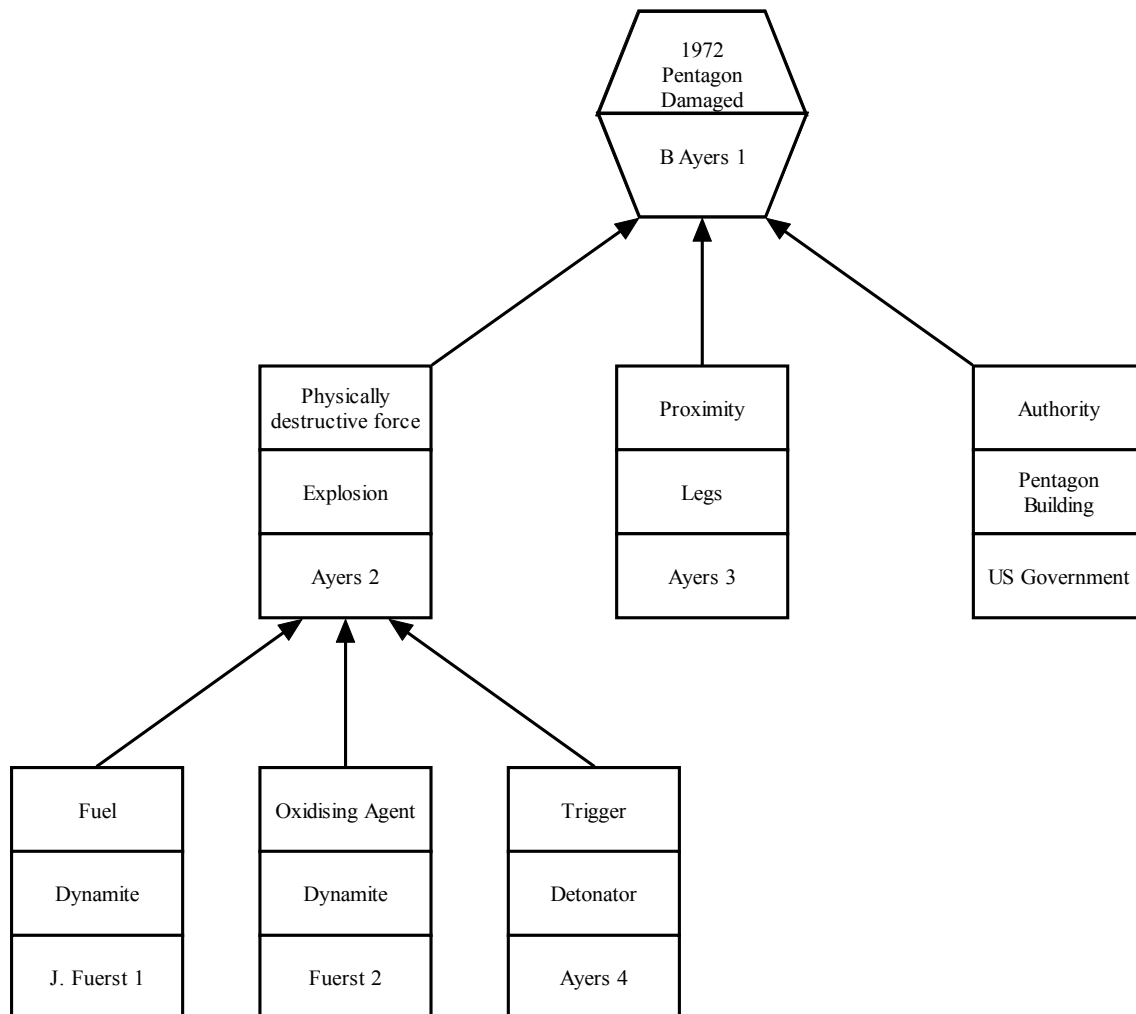 1972
Pentagon
Damaged
B Ayers 1
Physically
destructive force
Explosion
Ayers 2
Proximity
Legs
Ayers 3
Authority
Pentagon
Building
US Government
Fuel
Dynamite
J. Fuerst 1
Oxidising Agent
Dynamite
Fuerst 2
Trigger
Detonator
Ayers 4